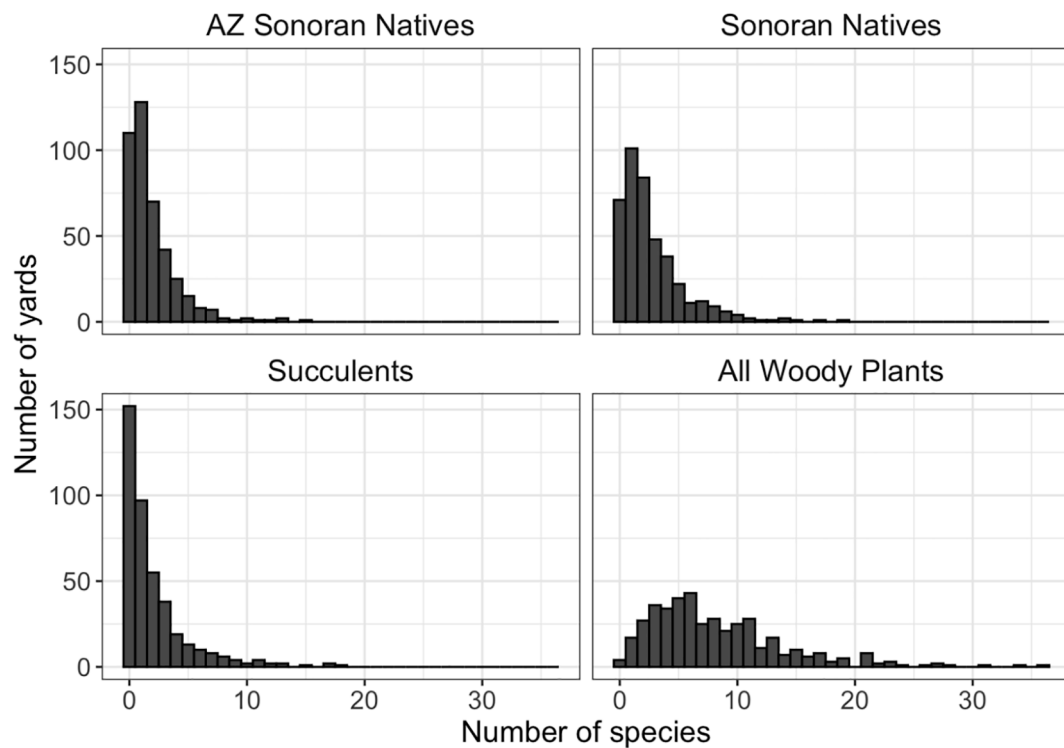 AZ Sonoran Natives
Sonoran Natives
150
100
50
0
Succulents
All Woody Plants
150
100
50
0
0 10 20 30
0 10 20 30
Number of yards
Number of species